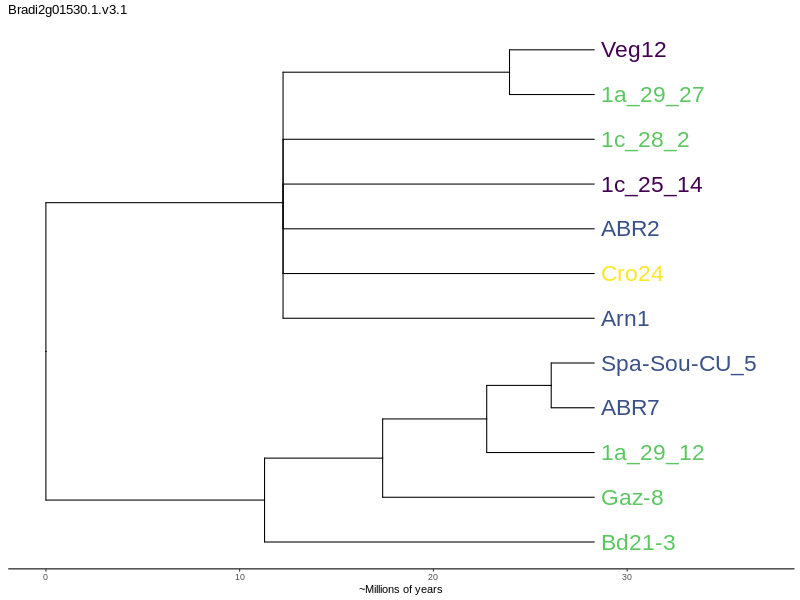 Bradi2g01530.1.v3.1
Veg12
1a_29_27
1c_28_2
1c_25_14
ABR2
Cro24
Arn1
Spa-Sou-CU_5
ABR7
1a_29_12
Gaz-8
Bd21-3
0 10 20 30
~Millions of years